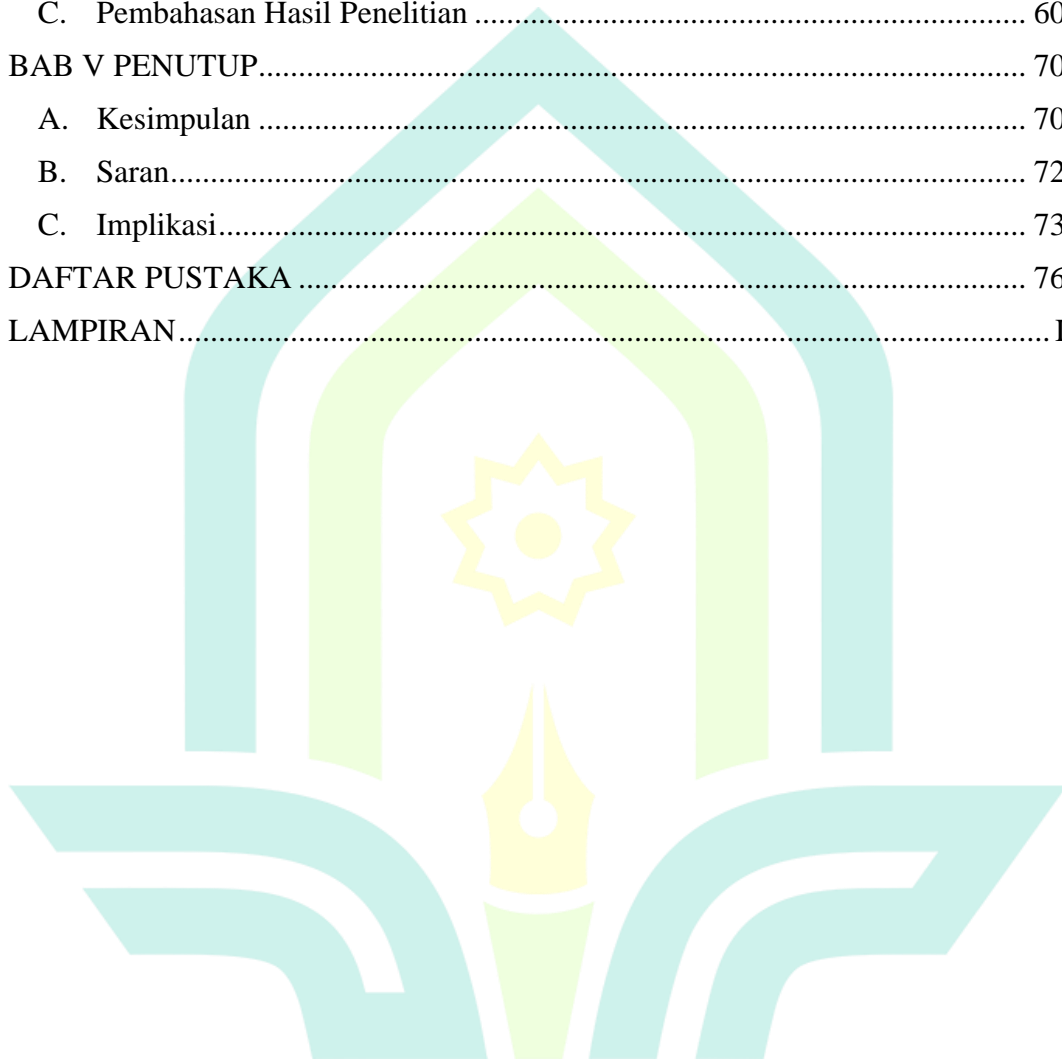 C. Pembahasan Hasil Penelitian ..................................................................... 60
BAB V PENUTUP................................................................................................ 70
A. Kesimpulan ................................................................................................ 70
B. Saran........................................................................................................... 72
C. Implikasi..................................................................................................... 73
DAFTAR PUSTAKA ........................................................................................... 76
LAMPIRAN............................................................................................................. I